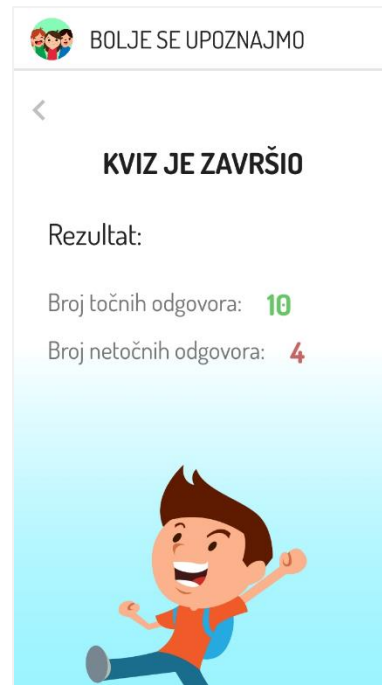 BOLJE SE UPOZNAJMO
KVIZ JE ZAVRŠIO
Rezultat:
Broj točnih odgovora: 10
Broj netočnih odgovora: 4